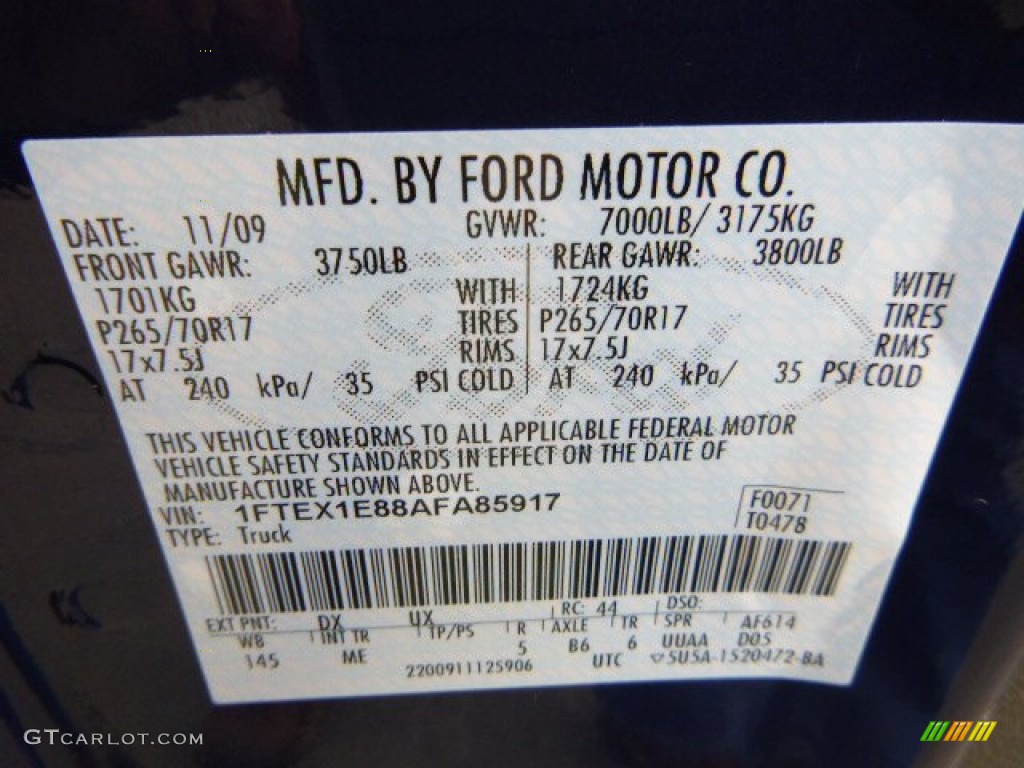 MFD. BY FORD MOTOR CO.
DATE: 11/09 GVWR: 7000LB/ 3175KG
FRONT GAWR: 3750LB REAR GAWR: 3800LB
1701KG WITH 1724KG WITH
P265/70R17 TIRES P265/70R17 TIRES
17x7.5J RIMS 17x7.5J RIMS
AT 240 kPa/ 35 PSI COLD AT 240 kPa/ 35 PSI COLD
THIS VEHICLE CONFORMS TO ALL APPLICABLE FEDERAL MOTOR
VEHICLE SAFETY STANDARDS IN EFFECT ON THE DATE OF
MANUFACTURE SHOWN ABOVE.
VIN: 1FTEX1E88AFA85917 F0071
TYPE: Truck T0478
EXT PNT: DX UX RC: 44 DSO:
WB INT TR TP/PS R AXLE TR SPR AF614
145 ME 5 B6 6 UUAA D05
2200911125906 UTC ▽5U5A-1520472-BA
GTCARLOT.COM